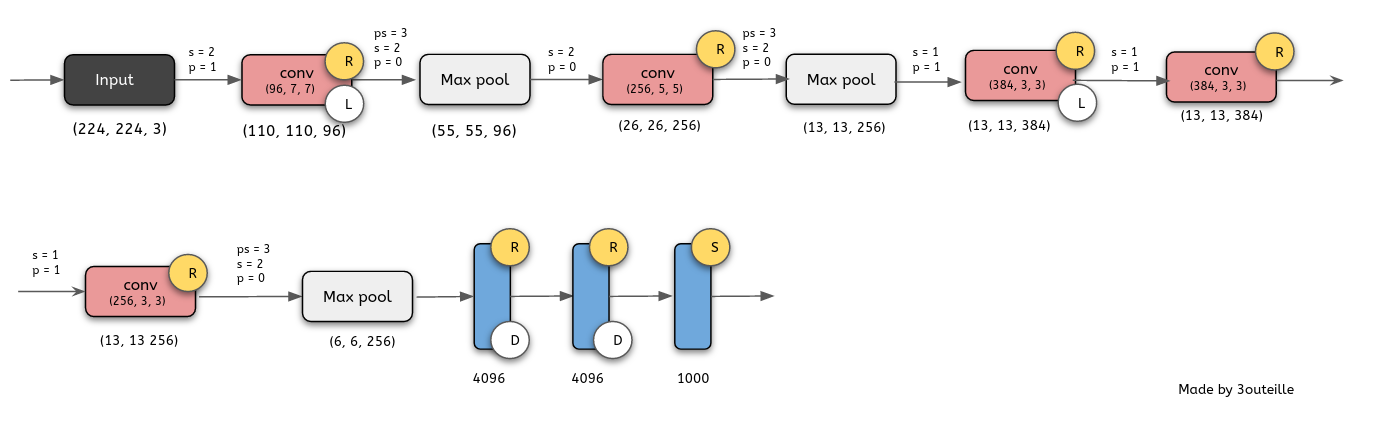 Input
(224, 224, 3)
s = 2
p = 1
conv
(96, 7, 7)
R
L
(110, 110, 96)
ps = 3
s = 2
p = 0
Max pool
(55, 55, 96)
s = 2
p = 0
conv
(256, 5, 5)
R
(26, 26, 256)
ps = 3
s = 2
p = 0
Max pool
(13, 13, 256)
s = 1
p = 1
conv
(384, 3, 3)
R
L
(13, 13, 384)
s = 1
p = 1
conv
(384, 3, 3)
R
(13, 13, 384)
s = 1
p = 1
conv
(256, 3, 3)
R
(13, 13 256)
ps = 3
s = 2
p = 0
Max pool
(6, 6, 256)
R
D
4096
R
D
4096
S
1000
Made by 3outeille